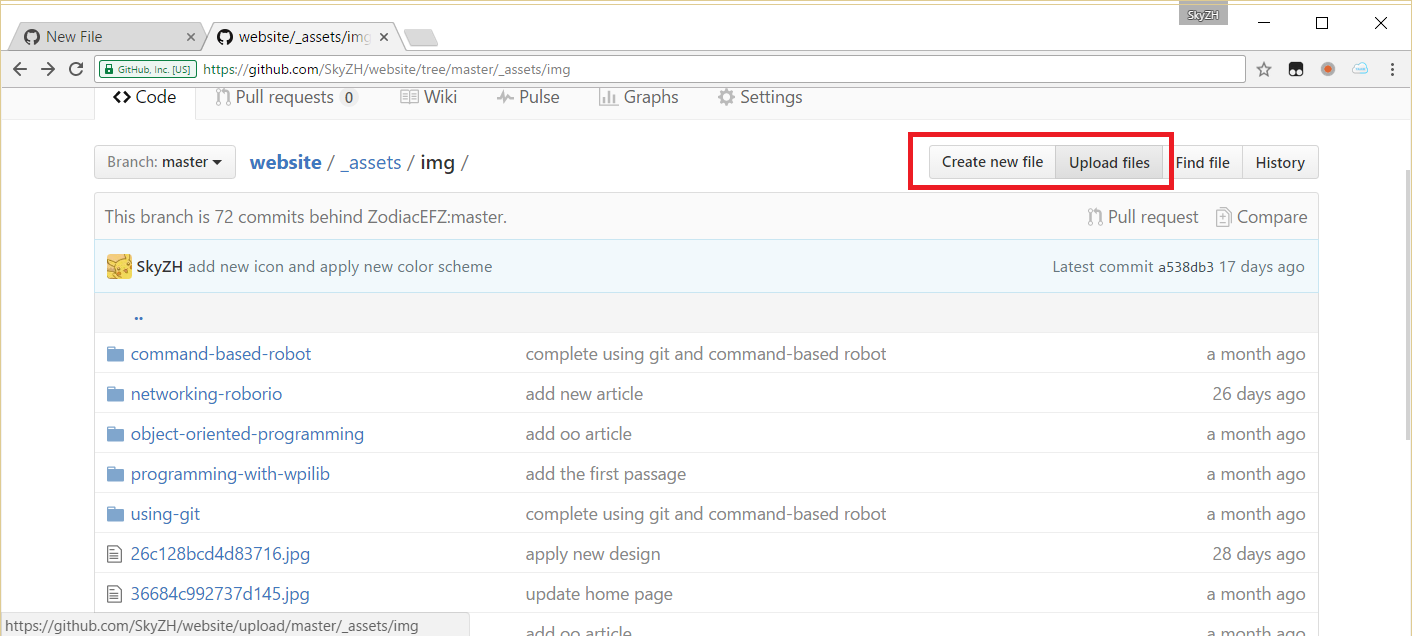 SkyZH
New File
website/_assets/img
GitHub, Inc. [US] https://github.com/SkyZH/website/tree/master/_assets/img
Code Pull requests 0 Wiki Pulse Graphs Settings
Branch: master website / _assets / img / Create new file Upload files Find file History
This branch is 72 commits behind ZodiacEFZ:master. Pull request Compare
SkyZH add new icon and apply new color scheme Latest commit a538db3 17 days ago
..
command-based-robot complete using git and command-based robot a month ago
networking-roborio add new article 26 days ago
object-oriented-programming add oo article a month ago
programming-with-wpilib add the first passage a month ago
using-git complete using git and command-based robot a month ago
26c128bcd4d83716.jpg apply new design 28 days ago
36684c992737d145.jpg update home page a month ago
add oo article a month ago
https://github.com/SkyZH/website/upload/master/_assets/img